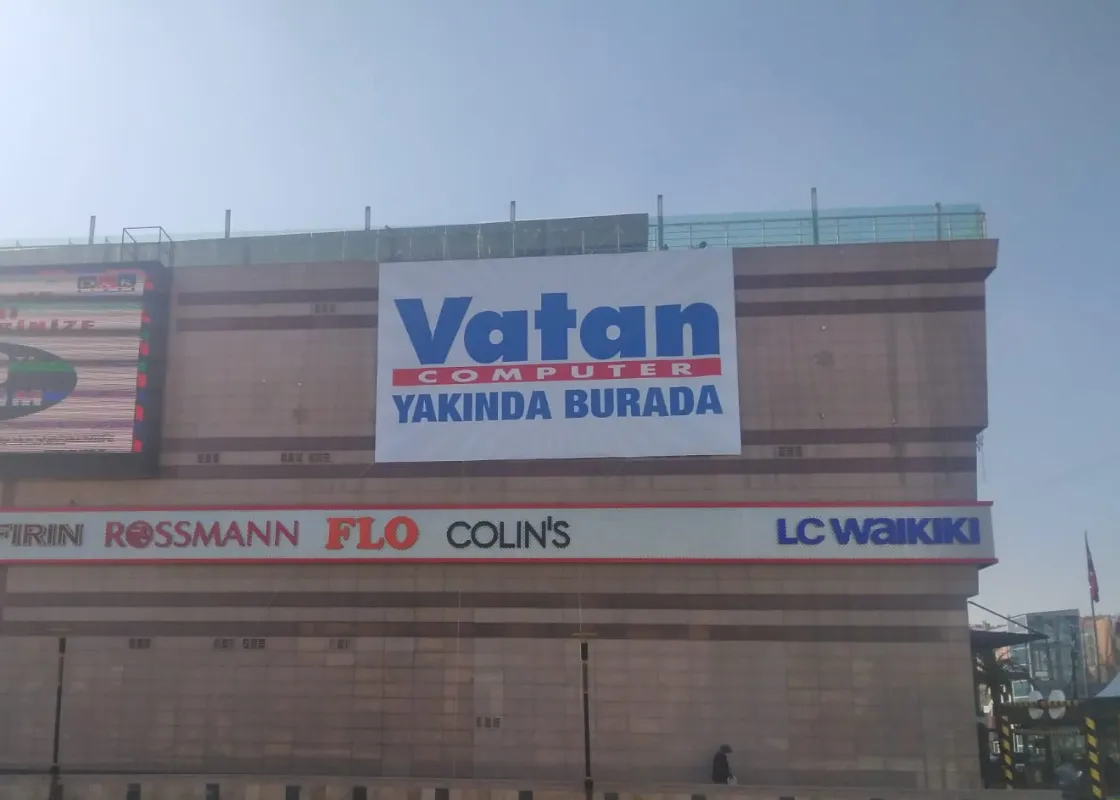 Vatan
COMPUTER
YAKINDA BURADA
FIRIN ROSSMANN FLO COLIN'S LC WAIKIKI